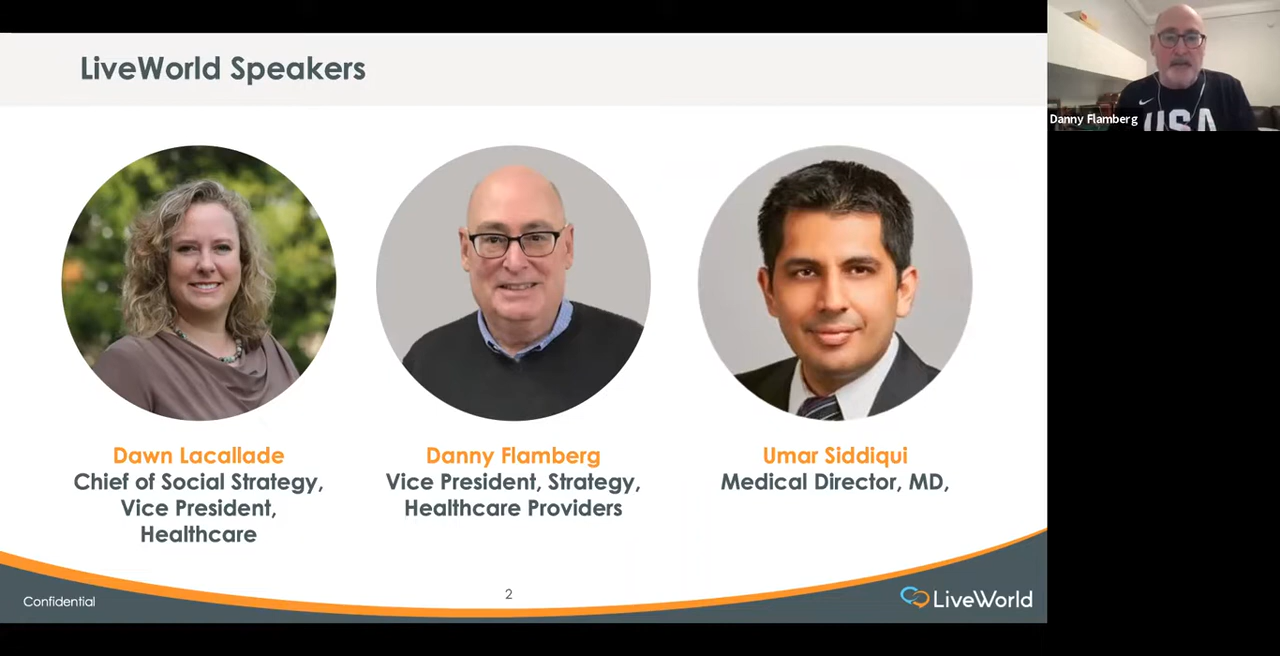 LiveWorld Speakers
Danny Flamberg
USA
Dawn Lacallade
Chief of Social Strategy,
Vice President,
Healthcare
Danny Flamberg
Vice President, Strategy,
Healthcare Providers
Umar Siddiqui
Medical Director, MD,
Confidential
2
LiveWorld